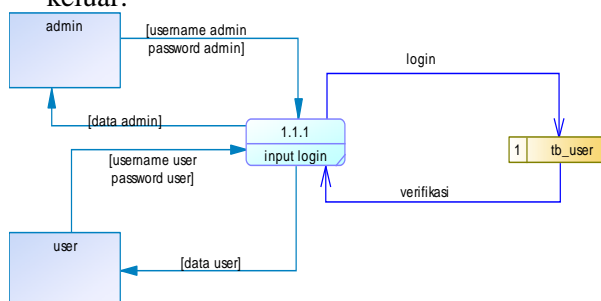 keluar.
admin
[username admin
password admin]
login
[data admin]
1.1.1
input login
1 tb_user
[username user
password user]
verifikasi
user
[data user]